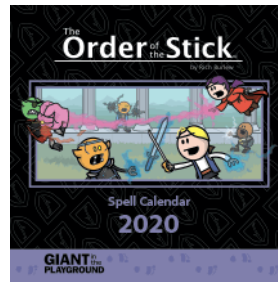 The
Order of the Stick
by Rich Burlew
Spell Calendar
2020
GIANT in the
PLAYGROUND